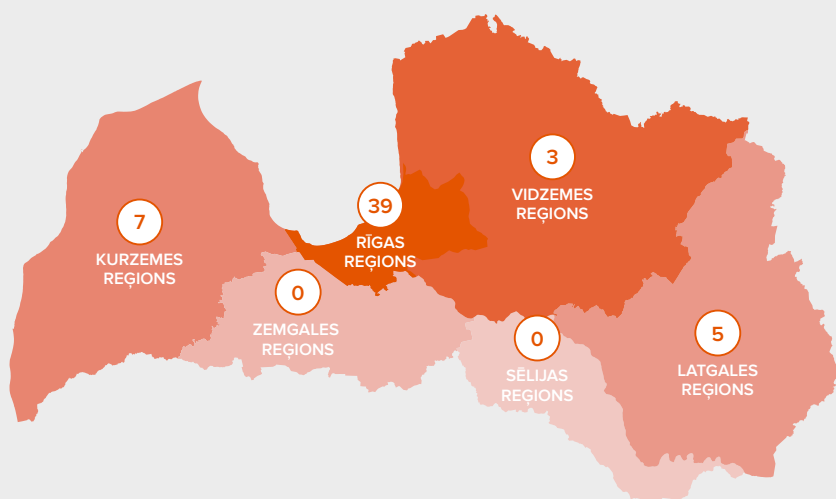 3
VIDZEMES
REĢIONS
39
RĪGAS
REĢIONS
7
KURZEMES
REĢIONS
0
ZEMGALES
REĢIONS
0
SĒLIJAS
REĢIONS
5
LATGALES
REĢIONS